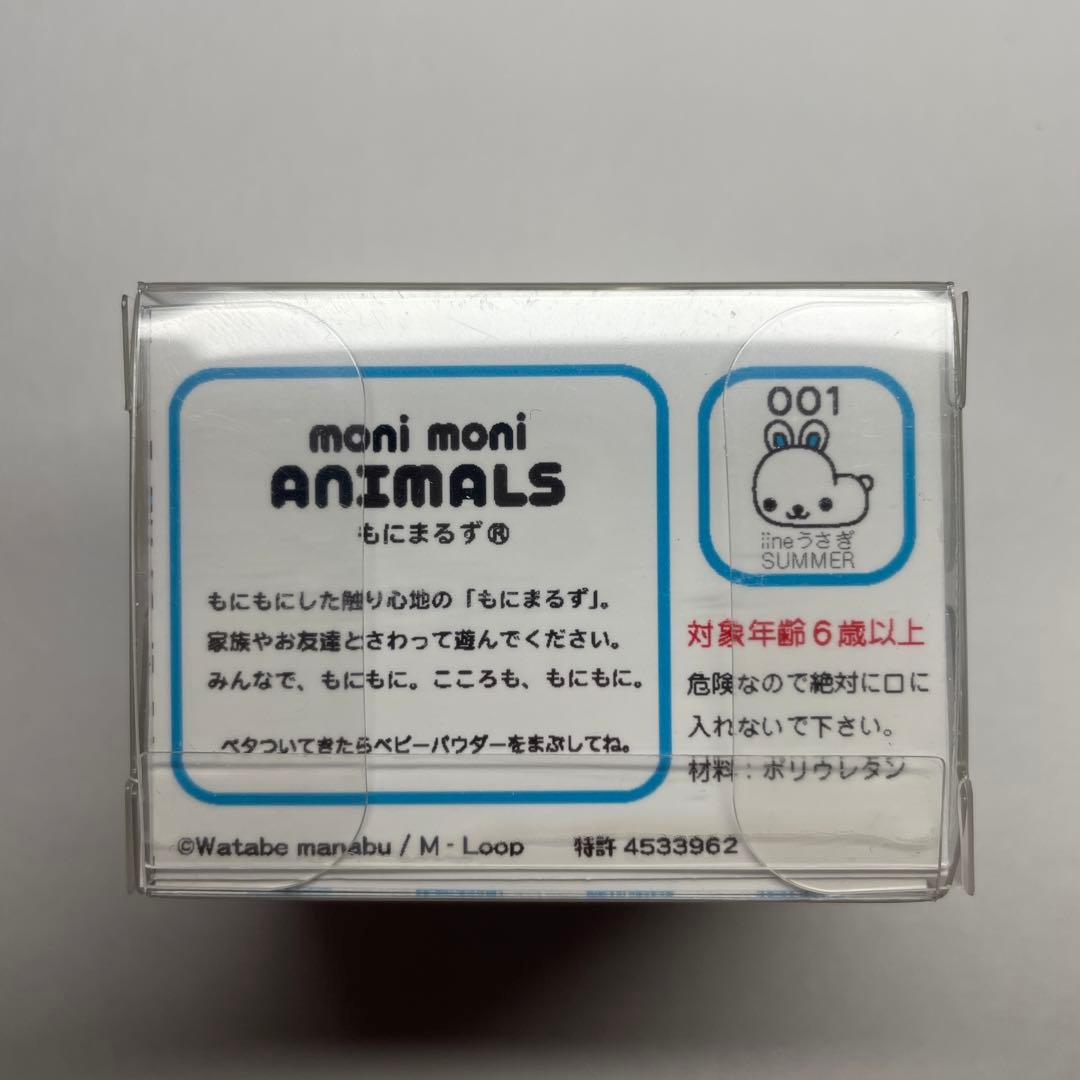 moni moni
ANIMALS
もにまるず®
もにもにした触り心地の「もにまるず」。
家族やお友達とさわって遊んでください。
みんなで、もにもに。こころも、もにもに。
ベタついてきたらベビーパウダーをまぶしてね。
001
iineうさぎ
SUMMER
対象年齢6歳以上
危険なので絶対に口に
入れないで下さい。
材料：ポリウレタン
©Watabe manabu / M - Loop 特許 4533962